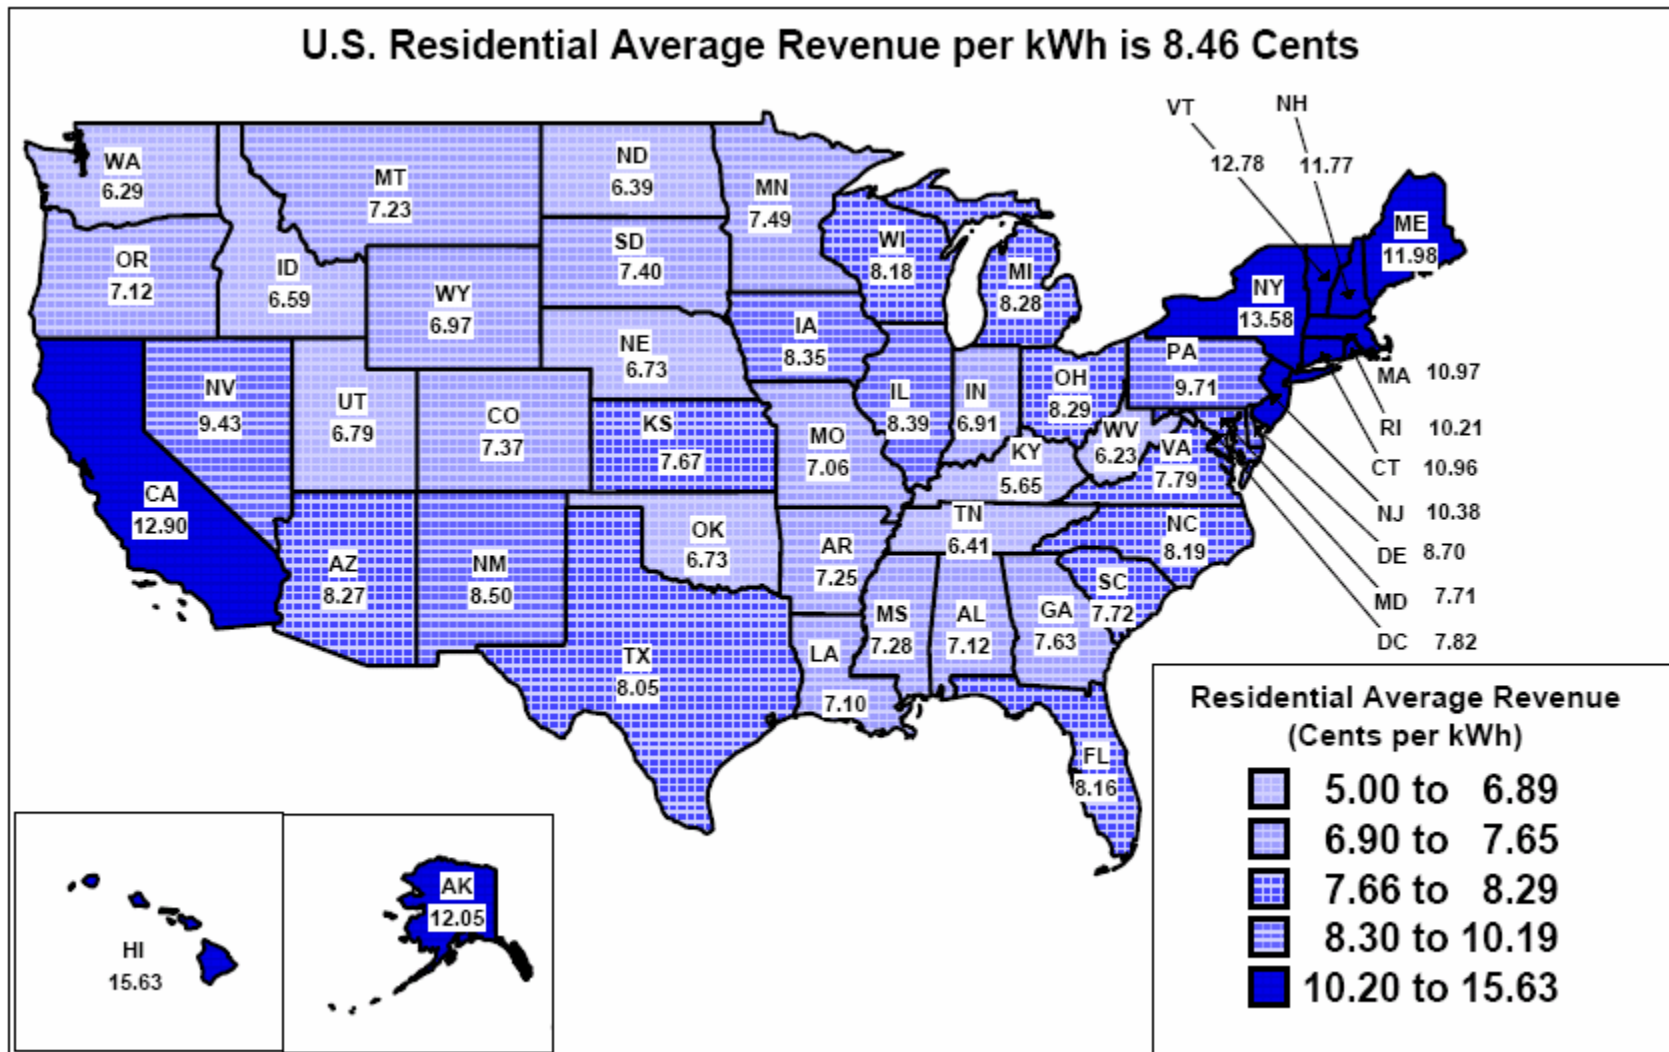 U.S. Residential Average Revenue per kWh is 8.46 Cents
VT
NH
12.78
11.77
WA
6.29
MT
7.23
ND
6.39
MN
7.49
OR
7.12
ID
6.59
WY
6.97
SD
7.40
WI
8.18
MI
8.28
NY
13.58
ME
11.98
NV
9.43
UT
6.79
CO
7.37
NE
6.73
IA
8.35
IL
8.39
IN
6.91
OH
8.29
PA
9.71
MA 10.97
RI 10.21
CT 10.96
NJ 10.38
DE 8.70
MD 7.71
DC 7.82
CA
12.90
KS
7.67
MO
7.06
KY
5.65
WV
6.23
VA
7.79
AZ
8.27
NM
8.50
OK
6.73
AR
7.25
TN
6.41
NC
8.19
SC
7.72
TX
8.05
LA
7.10
MS
7.28
AL
7.12
GA
7.63
FL
8.16
HI
15.63
AK
12.05
Residential Average Revenue
(Cents per kWh)
5.00 to 6.89
6.90 to 7.65
7.66 to 8.29
8.30 to 10.19
10.20 to 15.63